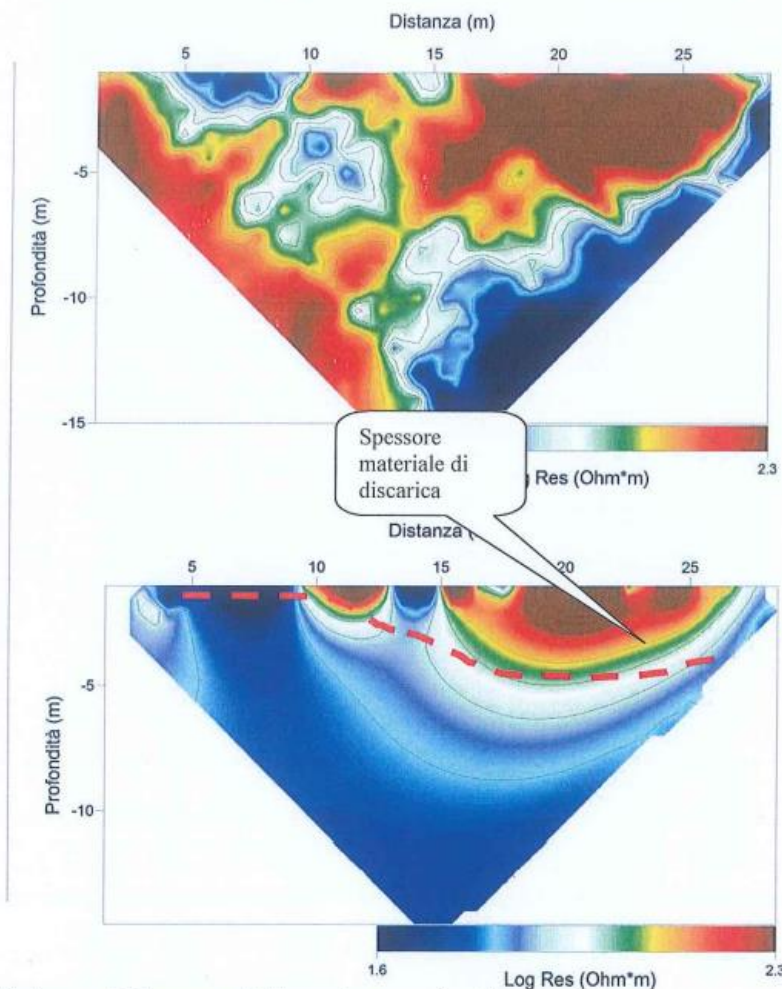 Distanza (m)
5 10 15 20 25
Profondità (m)
-5
-10
-15
Spessore
materiale di
discarica
2.3
g Res (Ohm*m)
Distanza (
5 10 15 20 25
Profondità (m)
-5
-10
1.6 2.3
Log Res (Ohm*m)